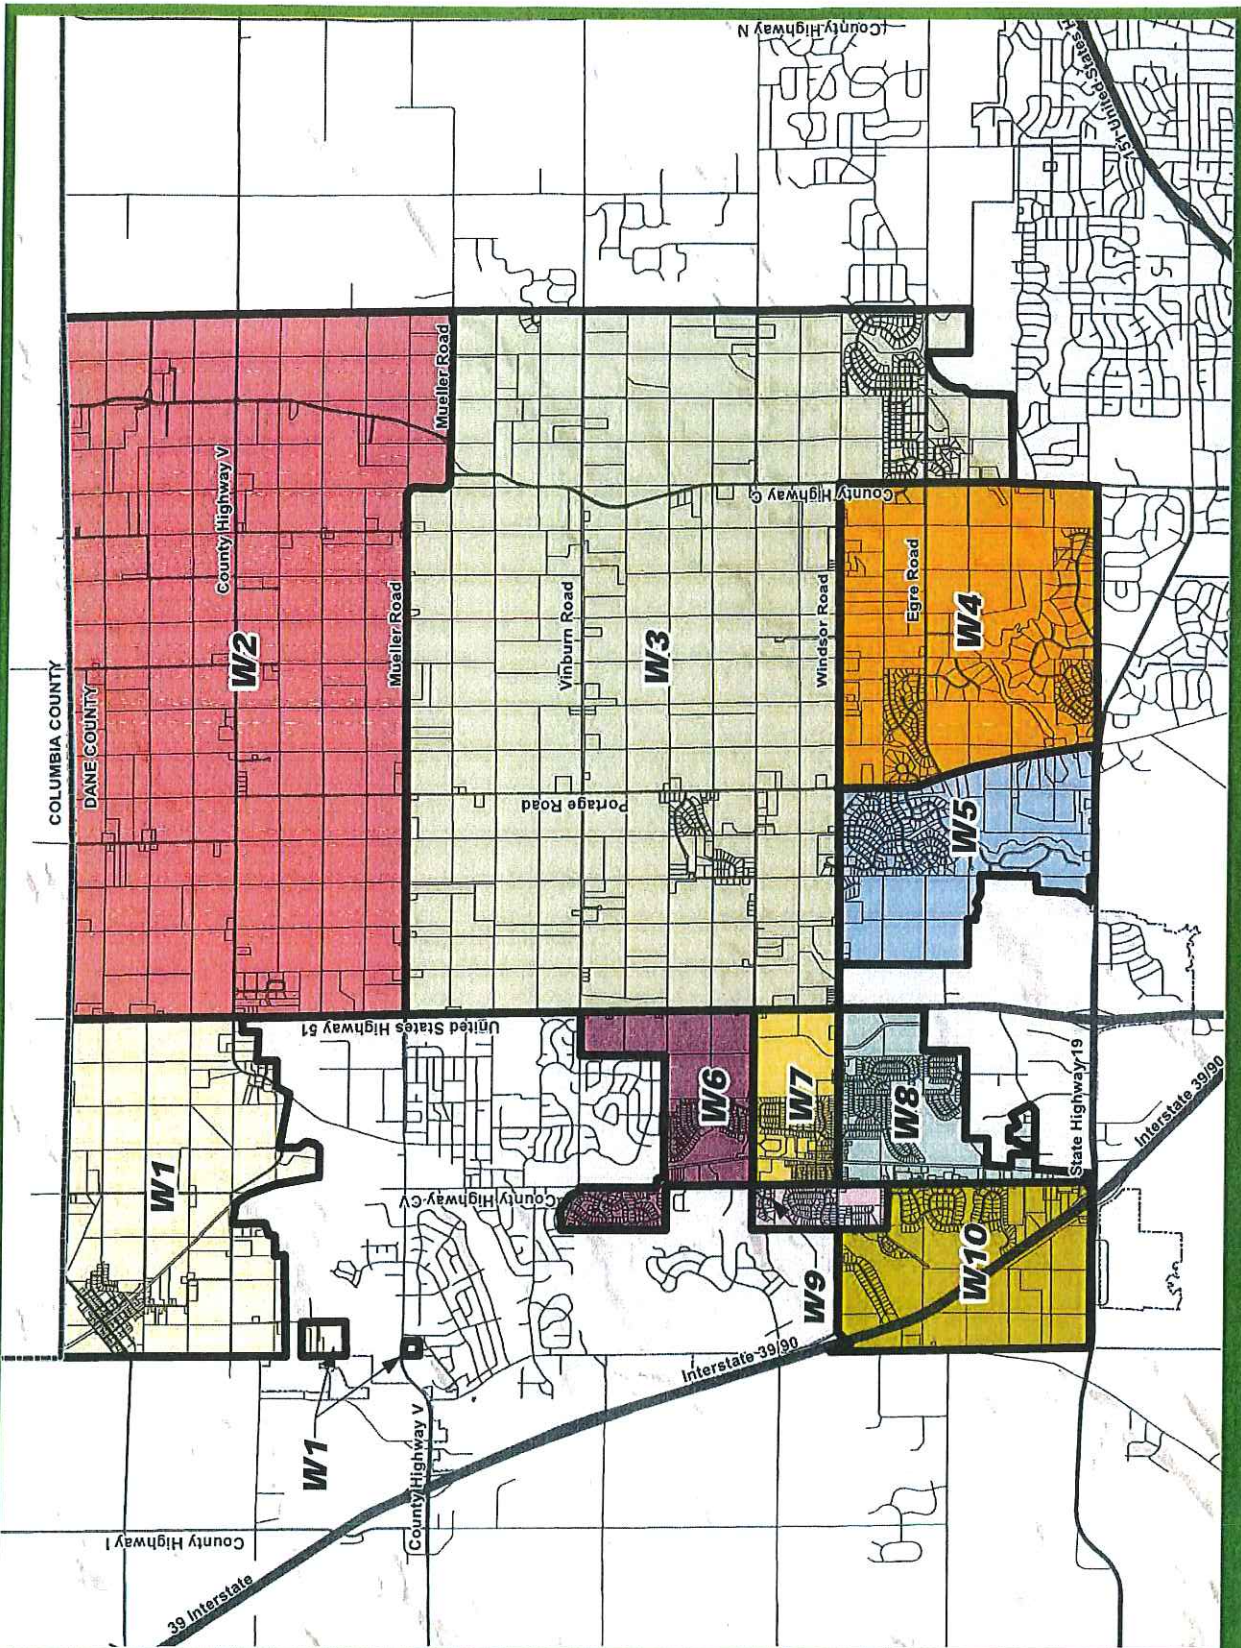 County Highway N
151 United States H
COLUMBIA COUNTY
DANE COUNTY
County Highway V
W2
Mueller Road
Mueller Road
Vinburn Road
W3
Portage Road
Windsor Road
County Highway C
Egre Road
W4
W5
United States Highway 51
W1
County Highway CV
W6
W7
W8
State Highway 19
Interstate 39/90
W9
W10
Interstate 39/90
W1
County Highway V
County Highway I
39 Interstate